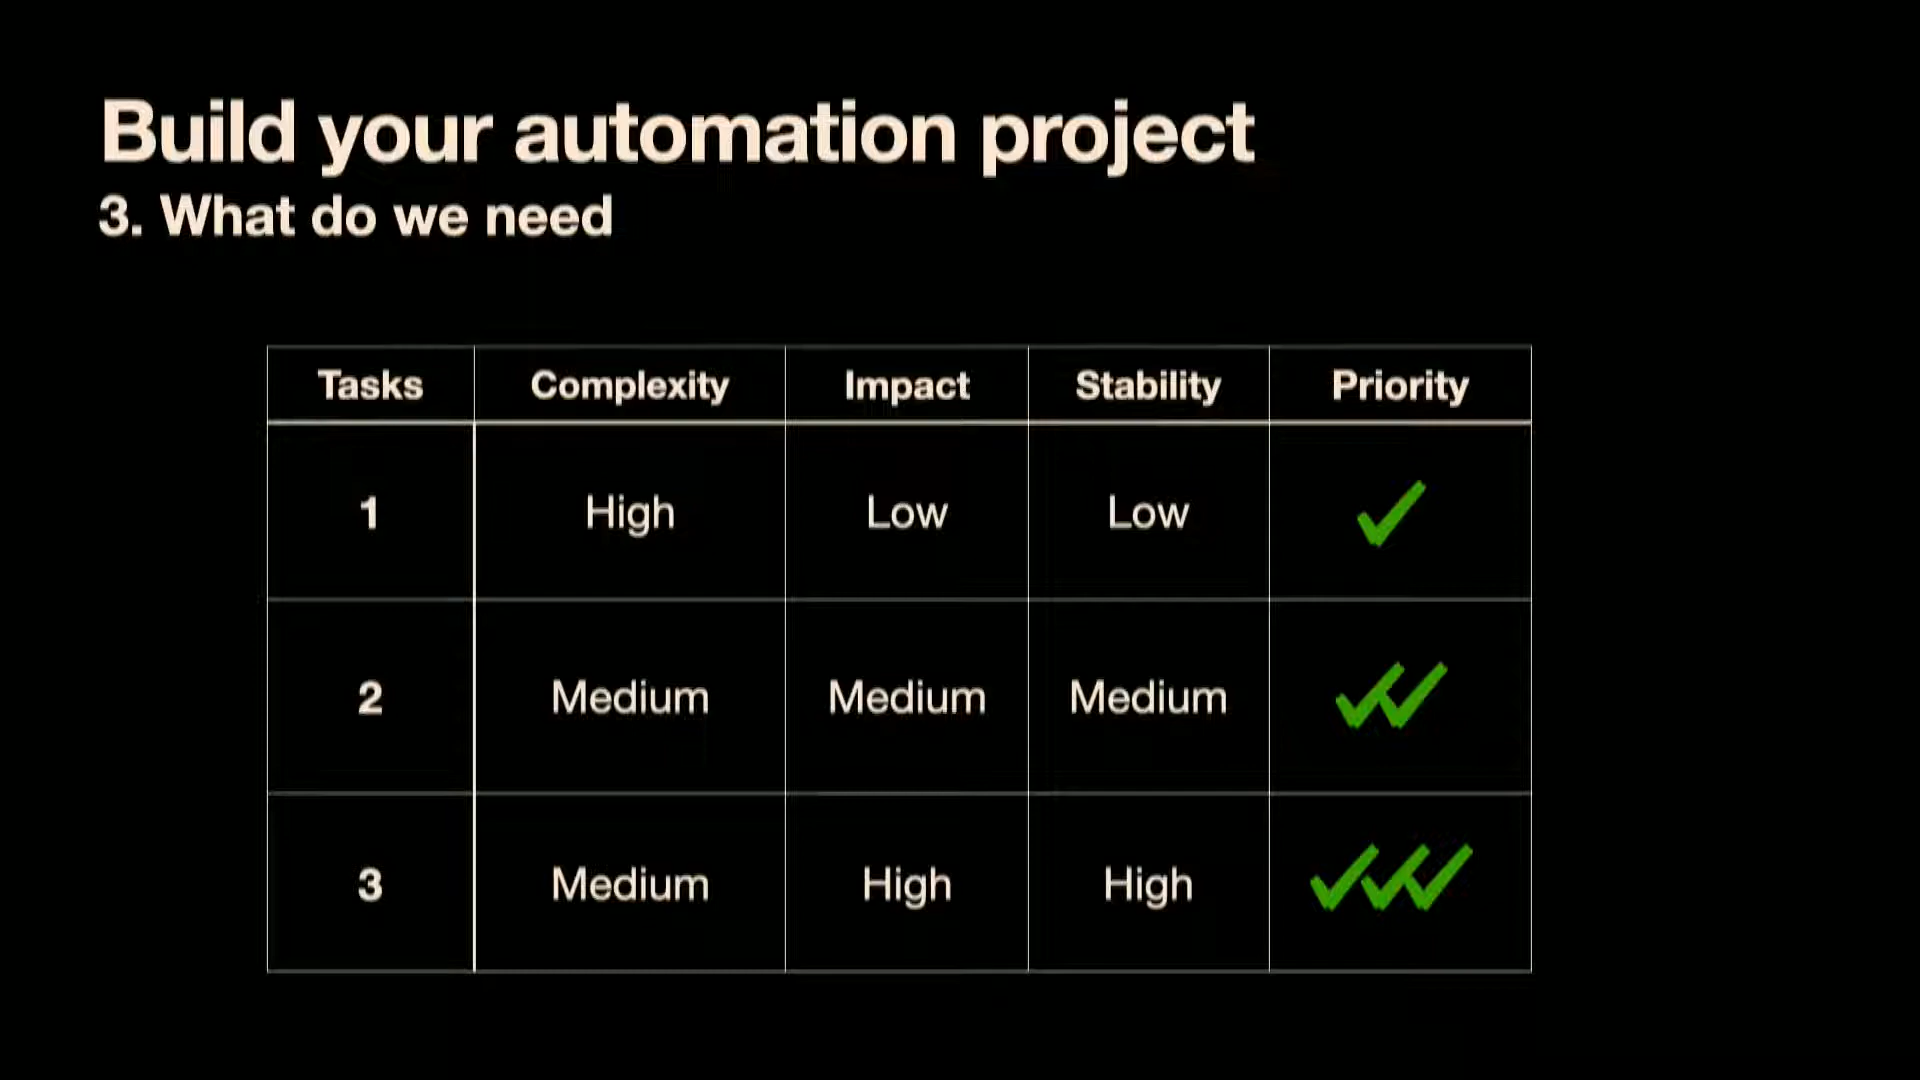 Build your automation project
3. What do we need
Tasks Complexity Impact Stability Priority
1 High Low Low
2 Medium Medium Medium
3 Medium High High